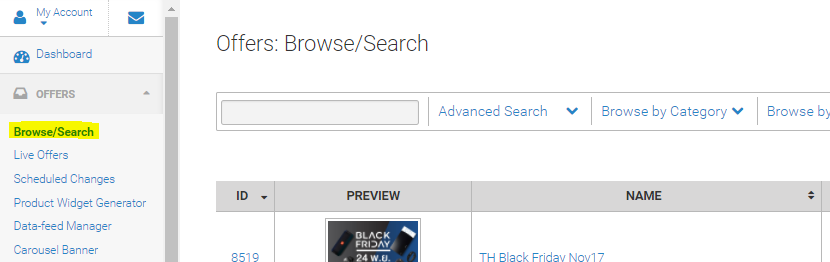 My Account
Dashboard
OFFERS
Browse/Search
Live Offers
Scheduled Changes
Product Widget Generator
Data-feed Manager
Carousel Banner
Offers: Browse/Search
Advanced Search
Browse by Category
Browse by
ID
PREVIEW
NAME
8519
BLACK
FRIDAY
24 พ.ย.
TH Black Friday Nov17